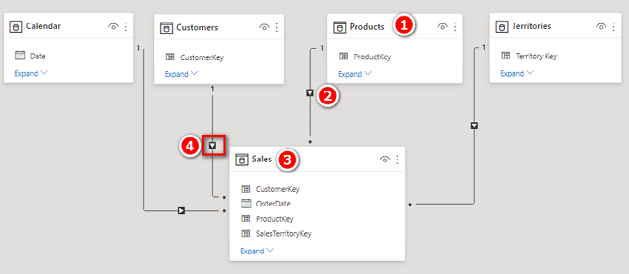 Calendar
Date
Expand
Customers
CustomerKey
Expand
Products
1
ProductKey
Expand
Territories
Territory Key
Expand
1
1
1
1
2
4
Sales
3
CustomerKey
OrderDate
ProductKey
SalesTerritoryKey
Expand